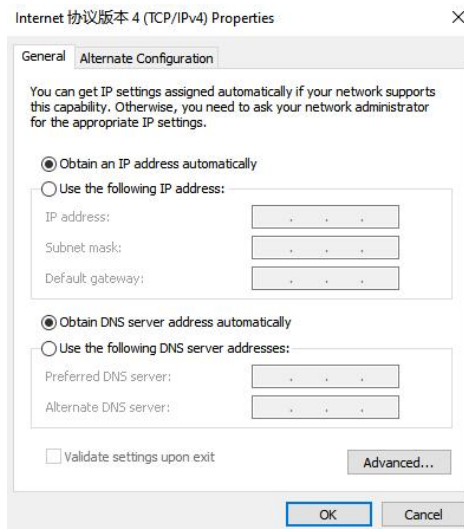 Internet 协议版本 4 (TCP/IPv4) Properties
General Alternate Configuration
You can get IP settings assigned automatically if your network supports
this capability. Otherwise, you need to ask your network administrator
for the appropriate IP settings.
Obtain an IP address automatically
Use the following IP address:
IP address:
Subnet mask:
Default gateway:
Obtain DNS server address automatically
Use the following DNS server addresses:
Preferred DNS server:
Alternate DNS server:
Validate settings upon exit
Advanced...
OK Cancel